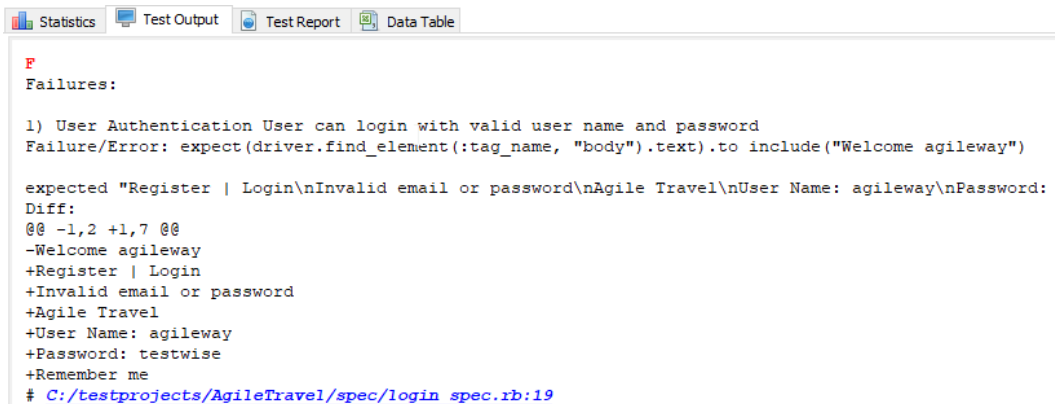 Statistics Test Output Test Report Data Table
F
Failures:
1) User Authentication User can login with valid user name and password
Failure/Error: expect(driver.find_element(:tag_name, "body").text).to include("Welcome agileway")
expected "Register | Login\nInvalid email or password\nAgile Travel\nUser Name: agileway\nPassword:
Diff:
@@ -1,2 +1,7 @@
-Welcome agileway
+Register | Login
+Invalid email or password
+Agile Travel
+User Name: agileway
+Password: testwise
+Remember me
# C:/testprojects/AgileTravel/spec/login_spec.rb:19